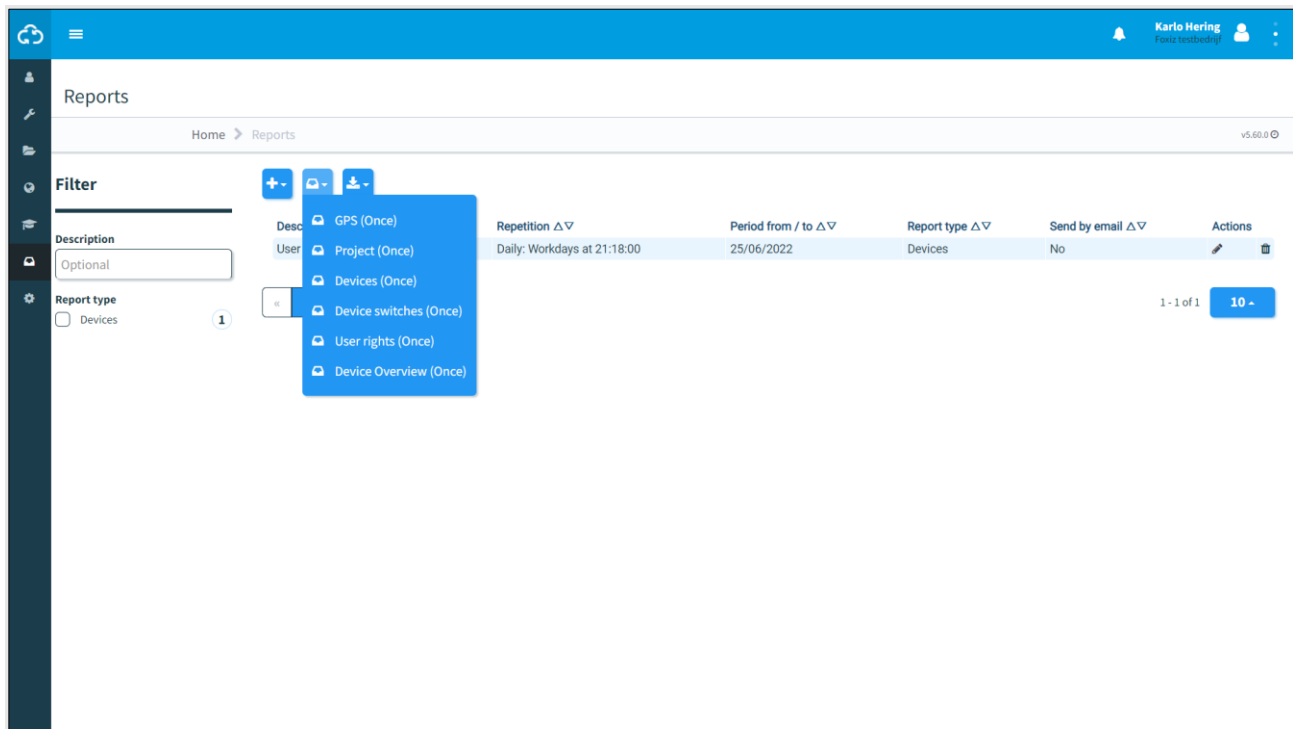 Karlo Hering
Foxiz testbedrijf
Reports
Home Reports
v5.60.0
Filter
Description
Optional
Report type
Devices 1
GPS (Once)
Project (Once)
Devices (Once)
Device switches (Once)
User rights (Once)
Device Overview (Once)
Desc Repetition Period from / to Report type Send by email Actions
User Daily: Workdays at 21:18:00 25/06/2022 Devices No
« 1 - 1 of 1 10